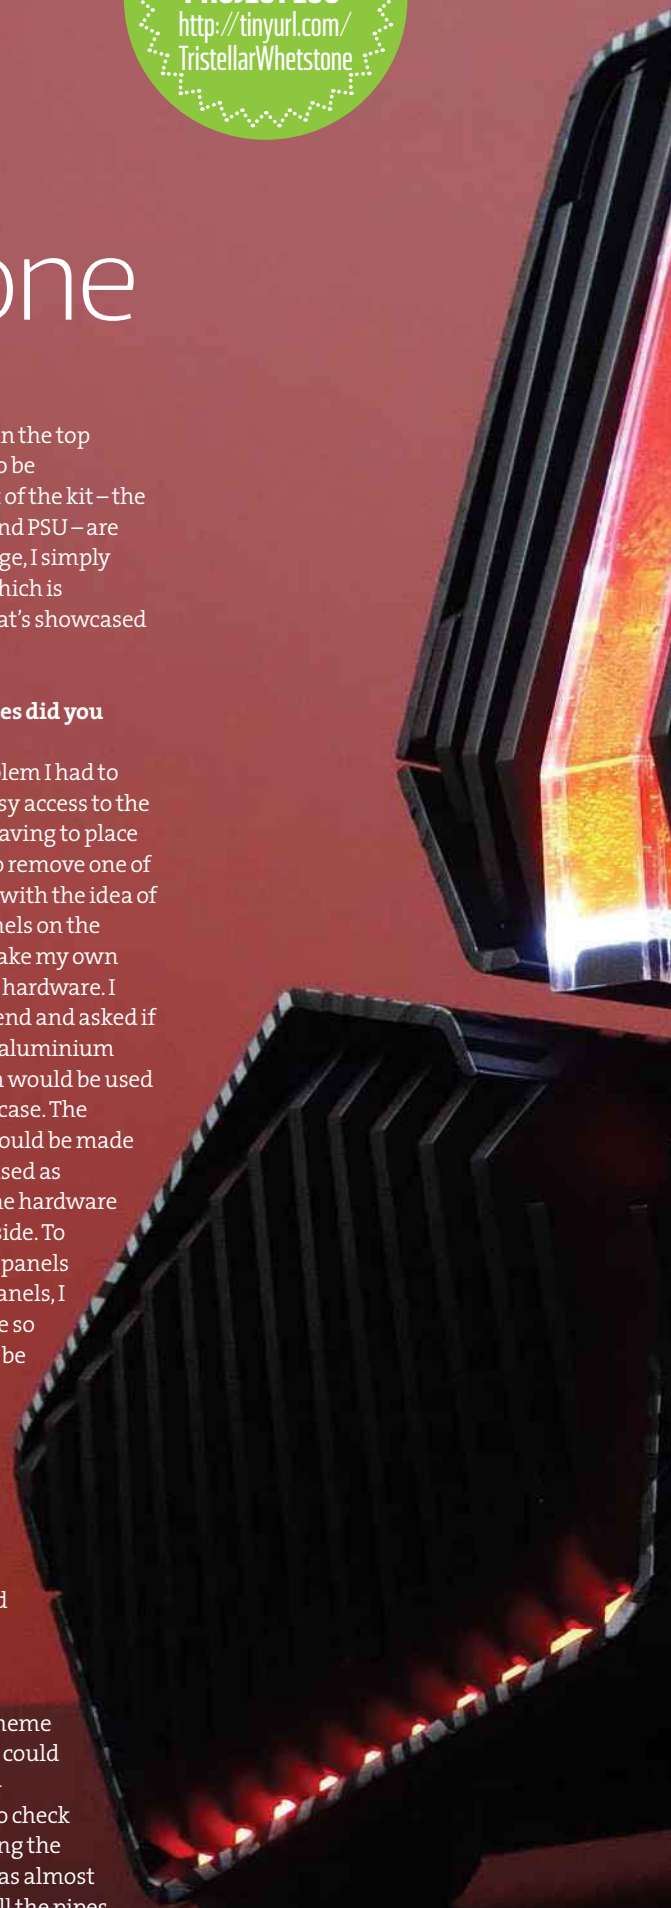 http://tinyurl.com/
TristellarWhetstone
one
n the top
o be
of the kit – the
nd PSU – are
ge, I simply
hich is
at's showcased
es did you
lem I had to
sy access to the
aving to place
o remove one of
with the idea of
nels on the
ake my own
hardware. I
end and asked if
aluminium
n would be used
case. The
ould be made
sed as
he hardware
side. To
panels
anels, I
e so
be
d
heme
could
o check
ng the
as almost
ll the pipes